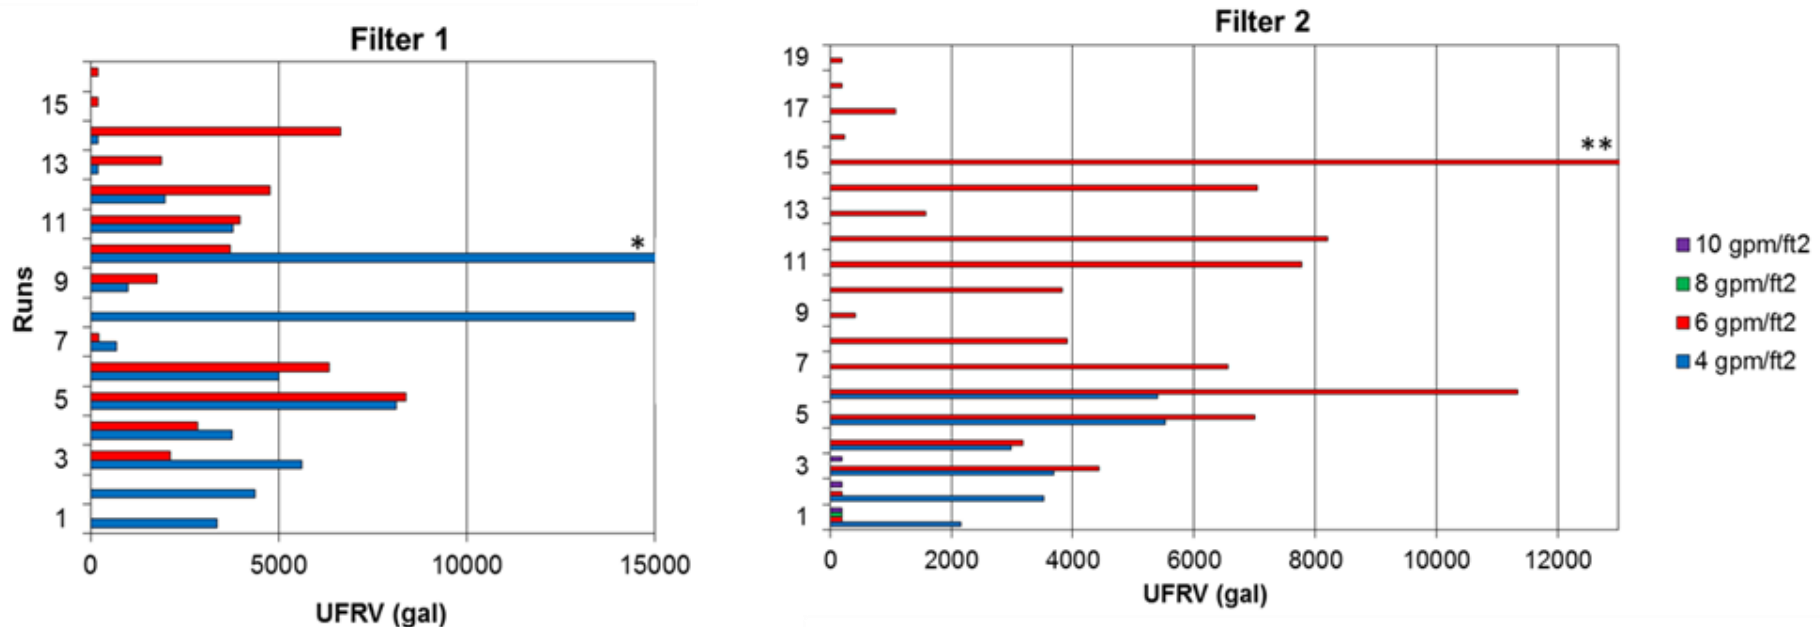 Filter 1
15
13
11
9
7
5
3
1
Runs
*
0 5000 10000 15000
UFRV (gal)
Filter 2
19
17
15
13
11
9
7
5
3
1
**
0 2000 4000 6000 8000 10000 12000
UFRV (gal)
10 gpm/ft2
8 gpm/ft2
6 gpm/ft2
4 gpm/ft2